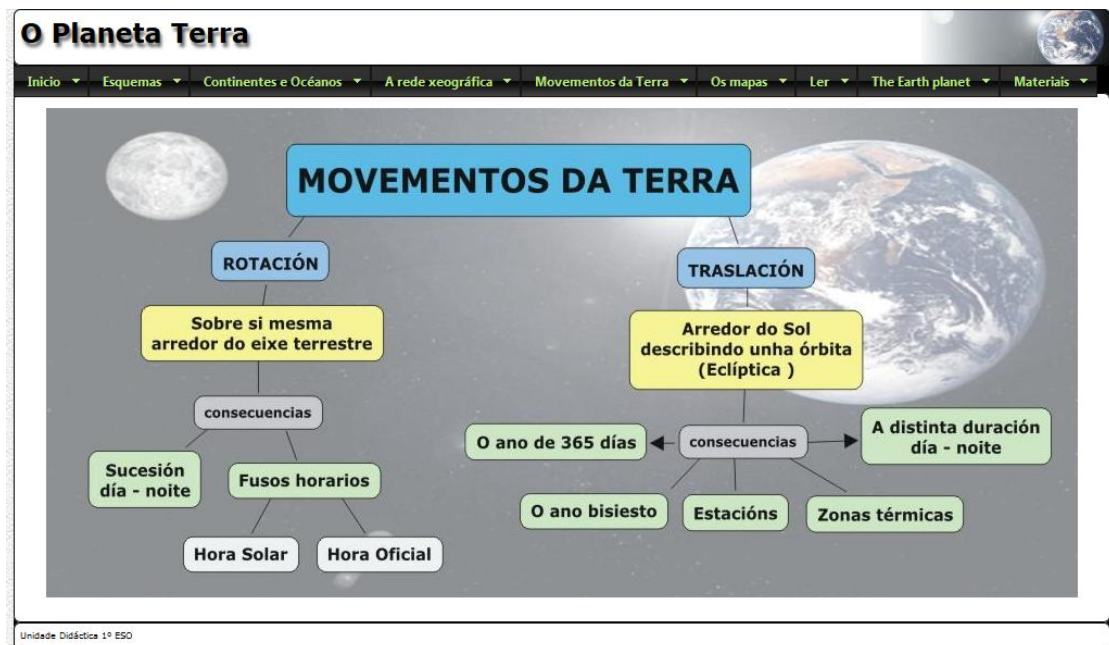 O Planeta Terra
Inicio Esquemas Continentes e Océanos A rede xeográfica Movementos da Terra Os mapas Ler The Earth planet Materiais
MOVEMENTOS DA TERRA
ROTACIÓN
Sobre si mesma
arredor do eixe terrestre
consecuencias
Sucesión
día - noite
Fusos horarios
Hora Solar
Hora Oficial
TRASLACIÓN
Arredor do Sol
describindo unha órbita
(Eclíptica )
consecuencias
O ano de 365 días
A distinta duración
día - noite
O ano bisiesto
Estacións
Zonas térmicas
Unidade Didáctica 1º ESO